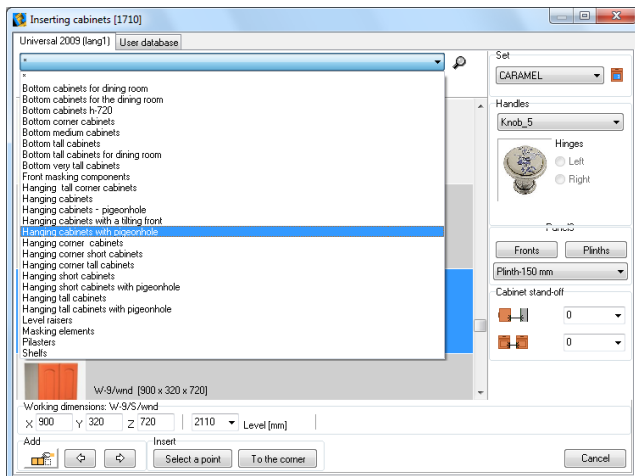 Inserting cabinets [1710]
Universal 2009 (lang1) User database
*
*
Bottom cabinets for dining room
Bottom cabinets for the dining room
Bottom cabinets h-720
Bottom corner cabinets
Bottom medium cabinets
Bottom tall cabinets
Bottom tall cabinets for dining room
Bottom very tall cabinets
Front masking components
Hanging  tall corner cabinets
Hanging cabinets
Hanging cabinets - pigeonhole
Hanging cabinets with a tilting front
Hanging cabinets with pigeonhole
Hanging corner  cabinets
Hanging corner short cabinets
Hanging corner tall cabinets
Hanging short cabinets
Hanging short cabinets with pigeonhole
Hanging tall cabinets
Hanging tall cabinets with pigeonhole
Level raisers
Masking elements
Pilasters
Shelfs
W-9/wnd  [900 x 320 x 720]
Set
CARAMEL
Handles
Knob_5
Hinges
Left
Right
Panels
Fronts Plinths
Plinth-150 mm
Cabinet stand-off
0
0
Working dimensions: W-9/S/wnd
X 900 Y 320 Z 720 2110 Level [mm]
Add Insert
Select a point To the corner Cancel